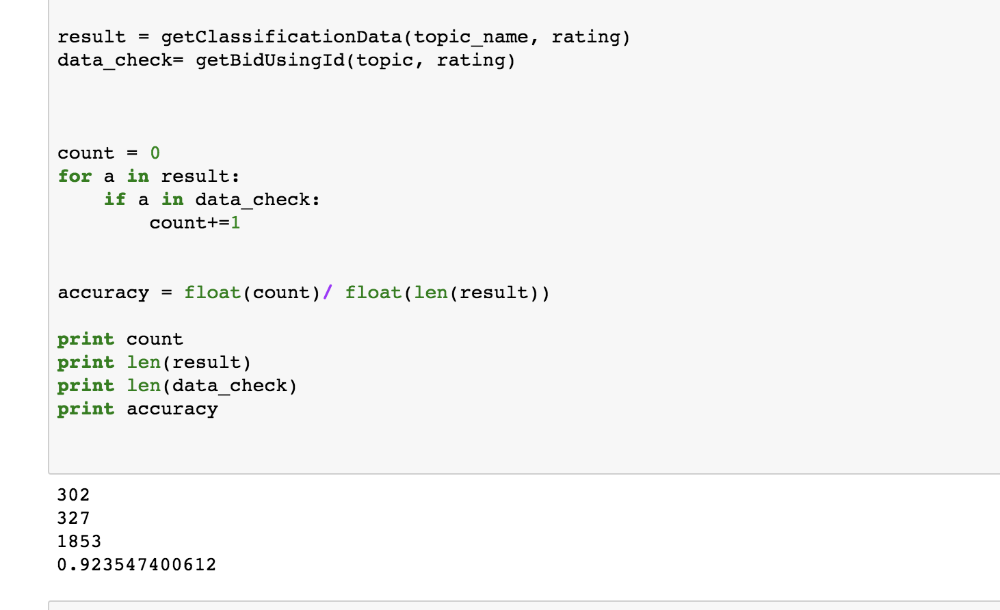 result = getClassificationData(topic_name, rating)
data_check= getBidUsingId(topic, rating)
count = 0
for a in result:
    if a in data_check:
        count+=1
accuracy = float(count)/ float(len(result))
print count
print len(result)
print len(data_check)
print accuracy
302
327
1853
0.923547400612